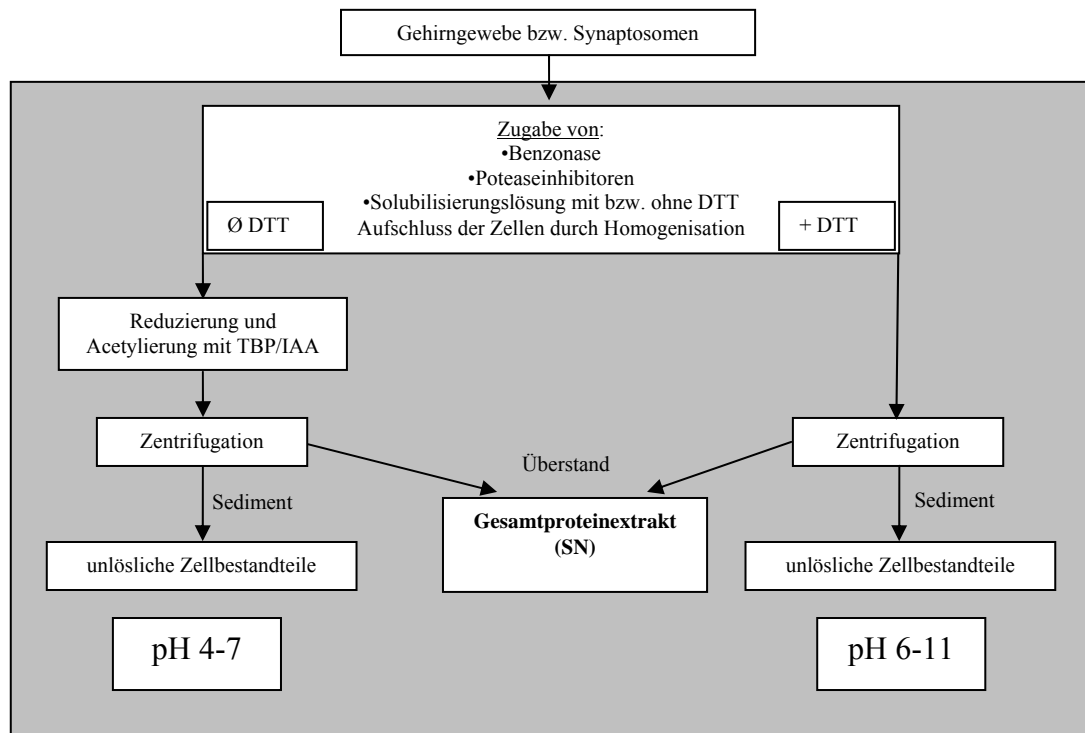 Gehirngewebe bzw. Synaptosomen
Zugabe von:
•Benzonase
•Poteaseinhibitoren
•Solubilisierungslösung mit bzw. ohne DTT
Aufschluss der Zellen durch Homogenisation
Ø DTT
+ DTT
Reduzierung und
Acetylierung mit TBP/IAA
Zentrifugation
Zentrifugation
Überstand
Sediment
Sediment
Gesamtproteinextrakt
(SN)
unlösliche Zellbestandteile
unlösliche Zellbestandteile
pH 4-7
pH 6-11